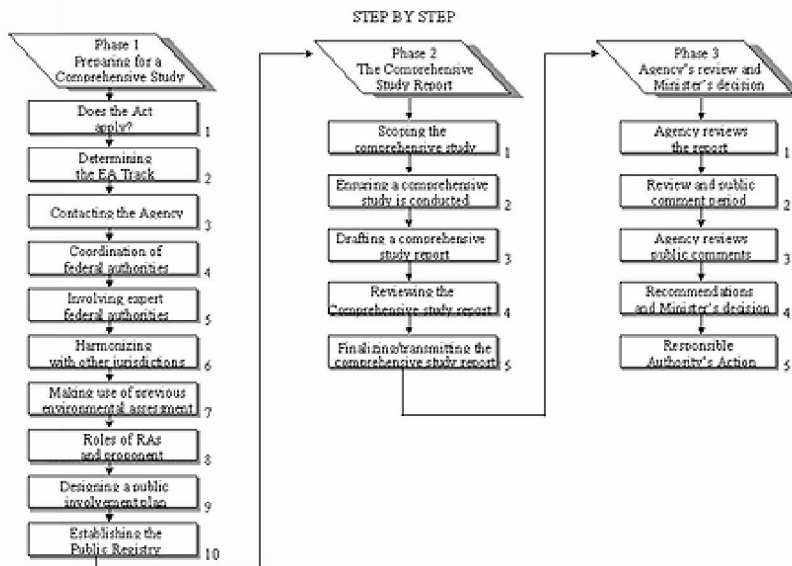 STEP BY STEP
Phase 1
Preparing for a
Comprehensive Study
Does the Act
apply?
1
Determining
the EA Track
2
Contacting the Agency
3
Coordination of
federal authorities
4
Involving expert
federal authorities
5
Harmonizing
with other jurisdictions
6
Making use of previous
environmental assessment
7
Roles of RAs
and proponent
8
Designing a public
involvement plan
9
Establishing the
Public Registry
10
Phase 2
The Comprehensive
Study Report
Scoping the
comprehensive study
1
Ensuring a comprehensive
study is conducted
2
Drafting a comprehensive
study report
3
Reviewing the
Comprehensive study report
4
Finalizing/transmitting the
comprehensive study report
5
Phase 3
Agency's review and
Minister's decision
Agency reviews
the report
1
Review and public
comment period
2
Agency reviews
public comments
3
Recommendations
and Minister's decision
4
Responsible
Authority's Action
5